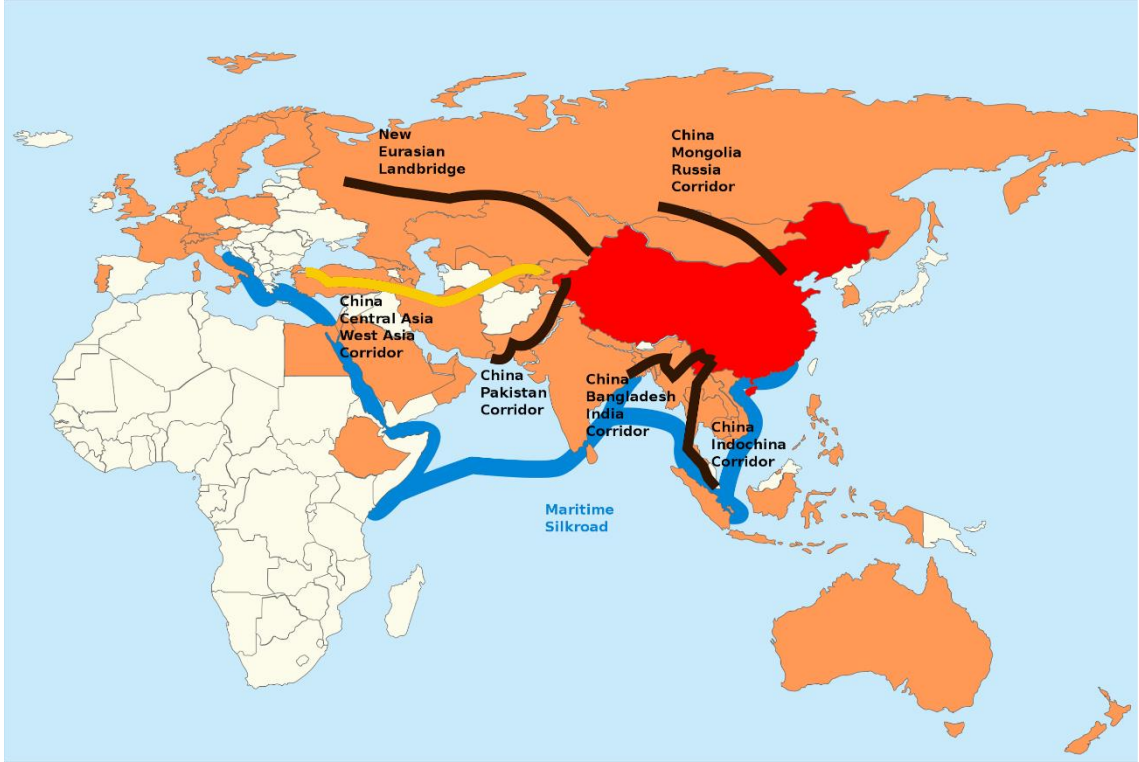 New
Eurasian
Landbridge
China
Mongolia
Russia
Corridor
China
Central Asia
West Asia
Corridor
China
Pakistan
Corridor
China
Bangladesh
India
Corridor
China
Indochina
Corridor
Maritime
Silkroad